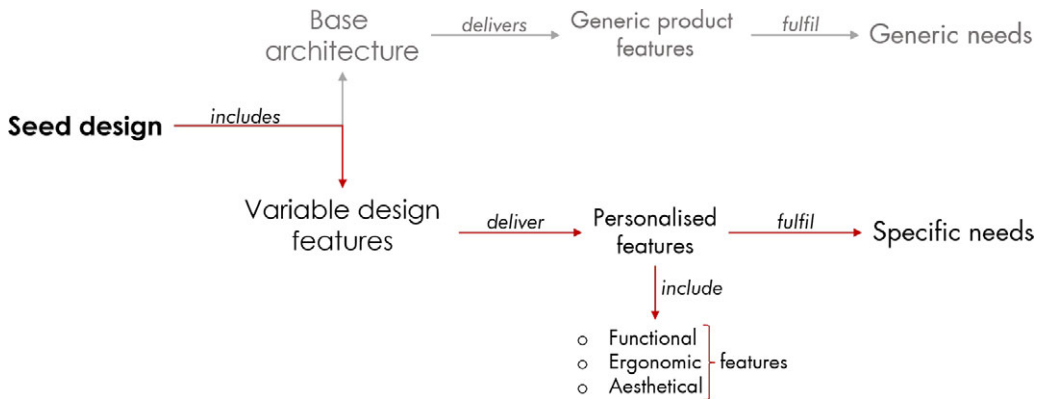 Base
architecture
delivers
Generic product
features
fulfil
Generic needs
Seed design
includes
Variable design
features
deliver
Personalised
features
fulfil
Specific needs
include
o Functional
o Ergonomic
o Aesthetical
features